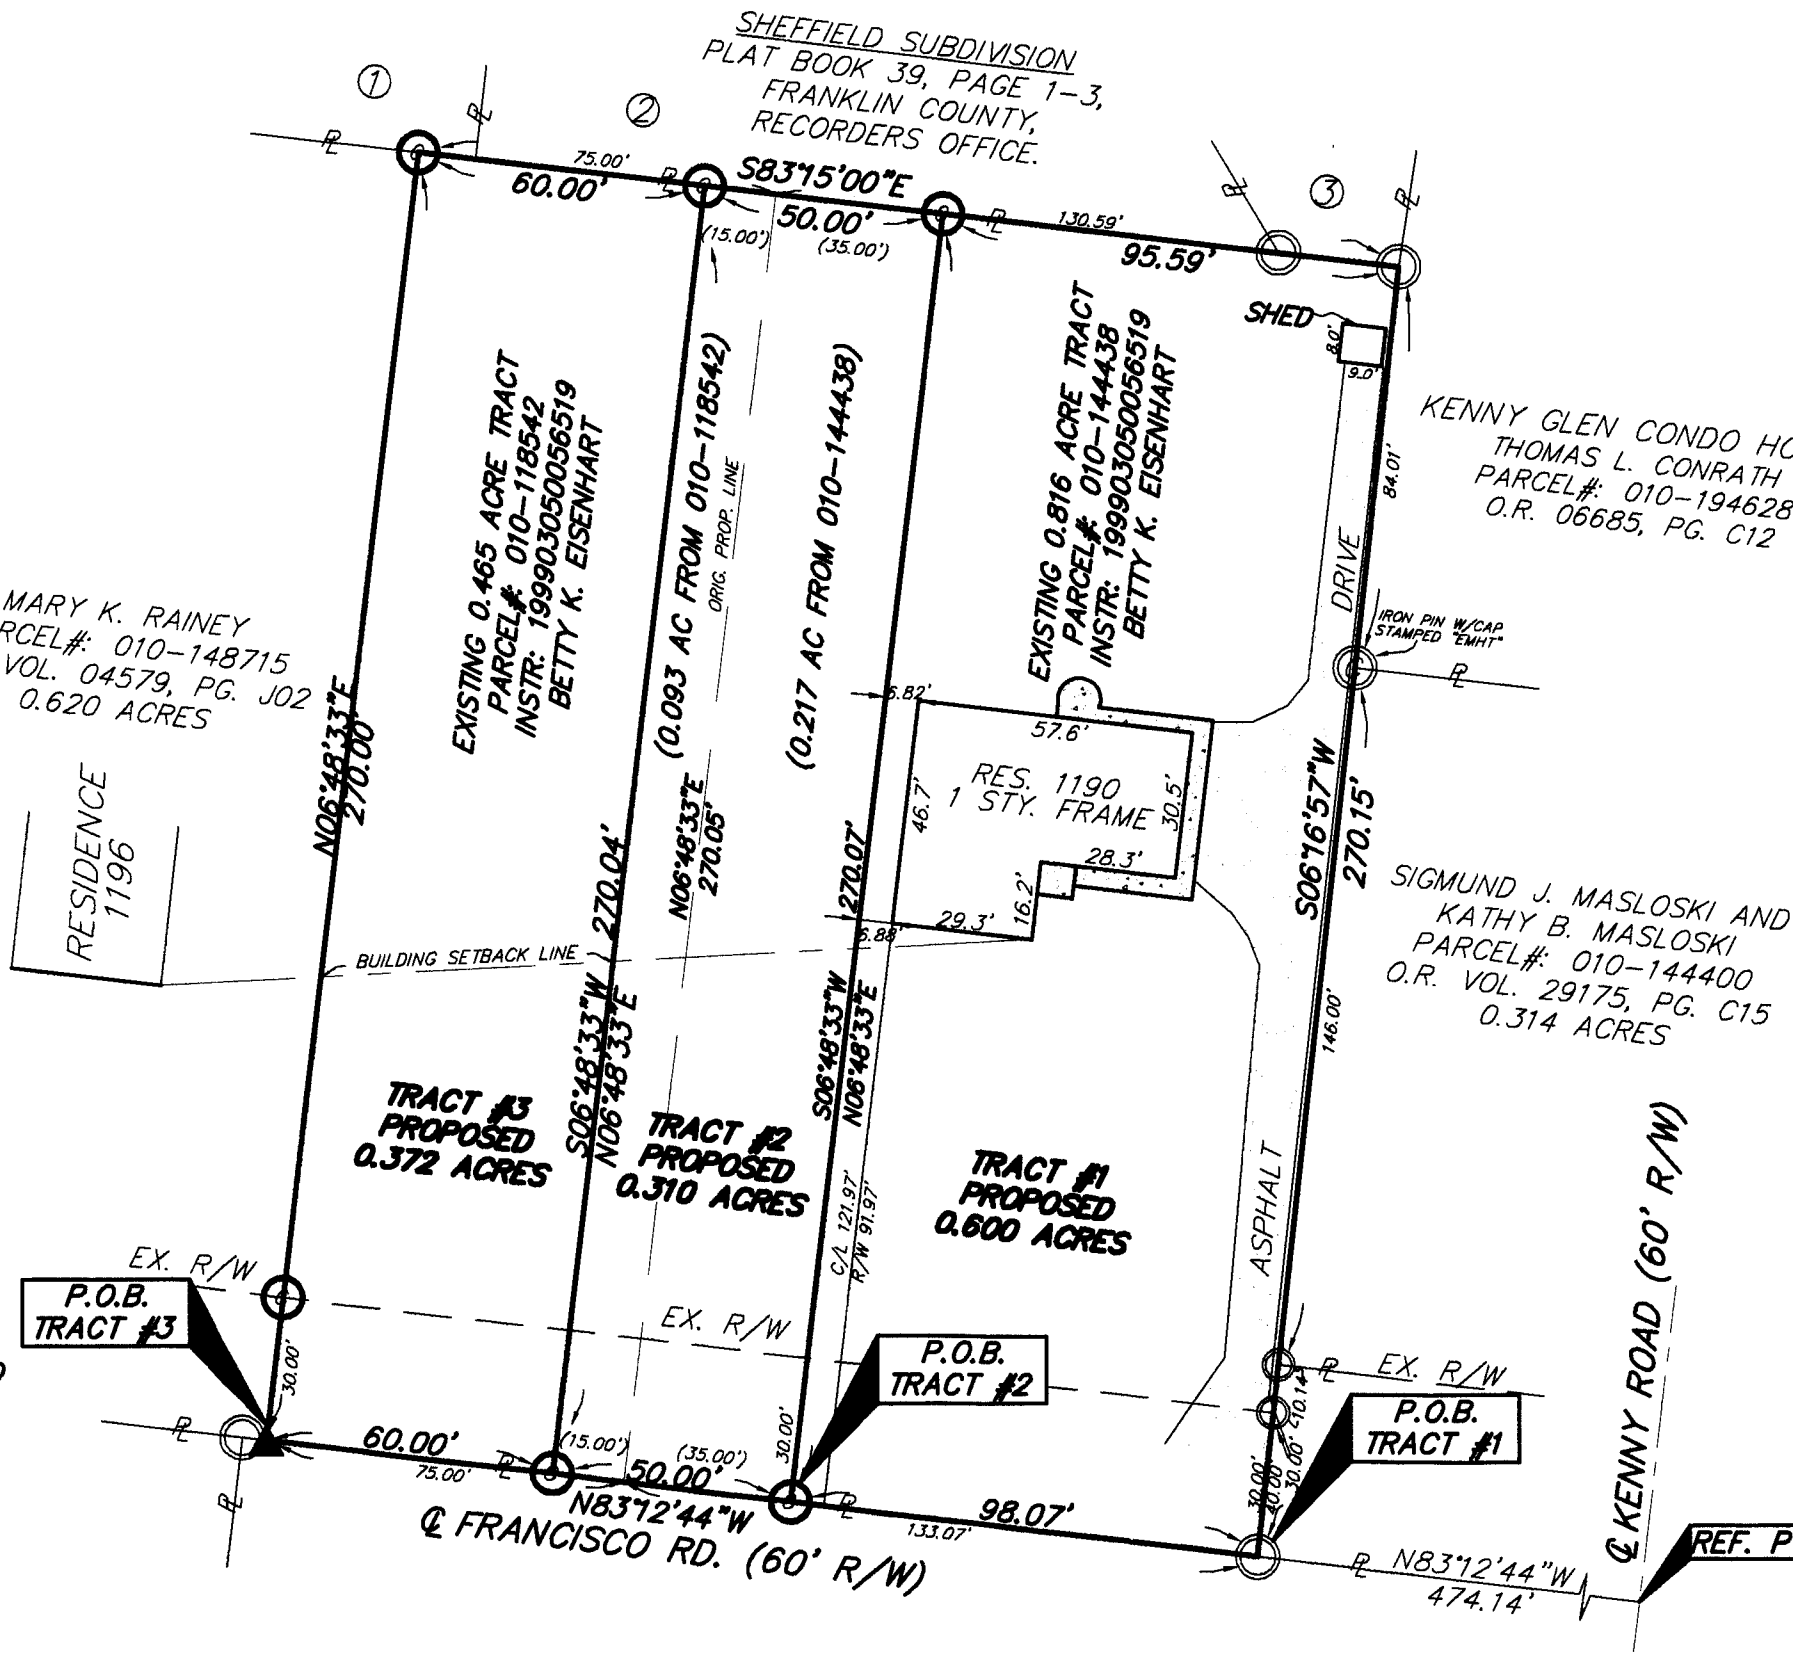 SHEFFIELD SUBDIVISION
PLAT BOOK 39, PAGE 1-3,
FRANKLIN COUNTY,
RECORDERS OFFICE.
1
2
3
75.00'
60.00'
S83°15'00"E
50.00'
(15.00')
(35.00')
130.59'
95.59'
SHED
8.0'
9.0'
EXISTING 0.465 ACRE TRACT
PARCEL#: 010-118542
INSTR: 199903050056519
BETTY K. EISENHART
(0.093 AC FROM 010-118542)
ORIG. PROP. LINE
(0.217 AC FROM 010-144438)
EXISTING 0.816 ACRE TRACT
PARCEL#: 010-144438
INSTR: 199903050056519
BETTY K. EISENHART
KENNY GLEN CONDO
THOMAS L. CONRATH
PARCEL#: 010-194628
O.R. 06685, PG. C12
84.01'
DRIVE
IRON PIN W/CAP
STAMPED "EMHT"
MARY K. RAINEY
RCEL#: 010-148715
VOL. 04579, PG. J02
0.620 ACRES
N06°48'33"E
270.00'
RESIDENCE
1196
6.82'
57.6'
RES. 1190
1 STY. FRAME
46.7'
30.5'
28.3'
16.2'
29.3'
6.88'
N06°48'33"E
270.05'
270.04'
270.07'
S06°16'57"W
270.15'
BUILDING SETBACK LINE
SIGMUND J. MASLOSKI AND
KATHY B. MASLOSKI
PARCEL#: 010-144400
O.R. VOL. 29175, PG. C15
0.314 ACRES
146.00'
S06°48'33"W
N06°48'33"E
S06°48'33"W
N06°48'33"E
TRACT #3
PROPOSED
0.372 ACRES
TRACT #2
PROPOSED
0.310 ACRES
TRACT #1
PROPOSED
0.600 ACRES
C/L 121.97'
R/W 91.97'
ASPHALT
KENNY ROAD (60' R/W)
EX. R/W
EX. R/W
EX. R/W
P.O.B.
TRACT #3
P.O.B.
TRACT #2
P.O.B.
TRACT #1
30.00'
30.00'
10.14'
30.00'
40.00'
30.00'
60.00'
75.00'
(15.00')
(35.00')
50.00'
N83°12'44"W
98.07'
133.07'
℄ FRANCISCO RD. (60' R/W)
N83°12'44"W
474.14'
REF. P